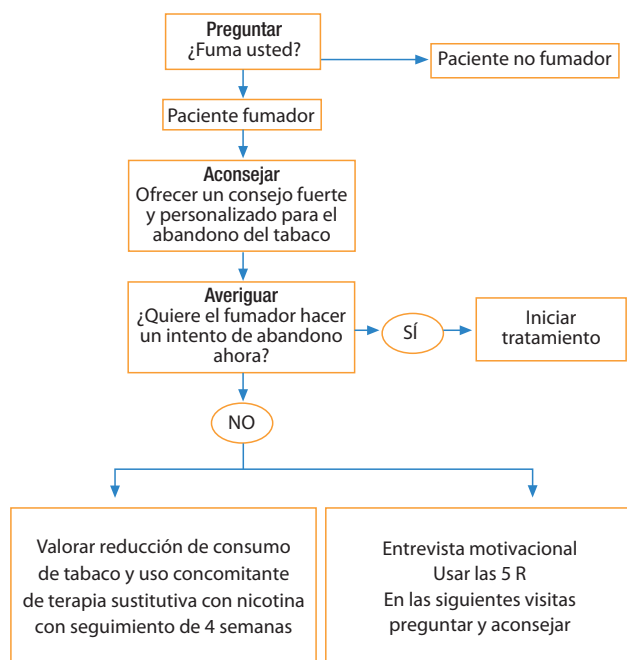 Preguntar
¿Fuma usted?
Paciente no fumador
Paciente fumador
Aconsejar
Ofrecer un consejo fuerte
y personalizado para el
abandono del tabaco
Averiguar
¿Quiere el fumador hacer
un intento de abandono
ahora?
SÍ
Iniciar
tratamiento
NO
Valorar reducción de consumo
de tabaco y uso concomitante
de terapia sustitutiva con nicotina
con seguimiento de 4 semanas
Entrevista motivacional
Usar las 5 R
En las siguientes visitas
preguntar y aconsejar